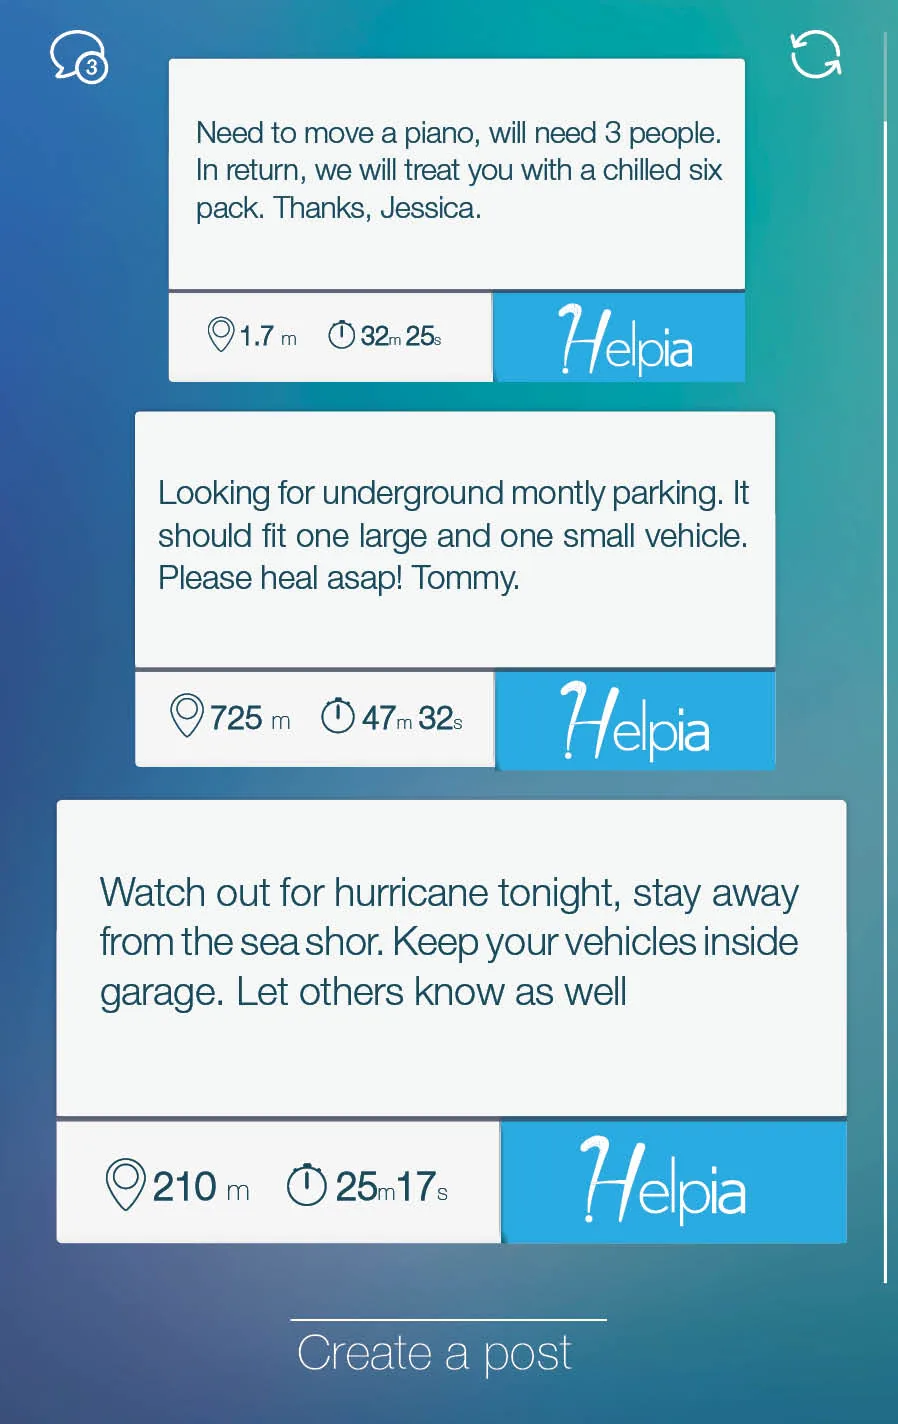 3
Need to move a piano, will need 3 people.
In return, we will treat you with a chilled six
pack. Thanks, Jessica.
1.7 m 32m 25s
Helpia
Looking for underground montly parking. It
should fit one large and one small vehicle.
Please heal asap! Tommy.
725 m 47m 32s
Helpia
Watch out for hurricane tonight, stay away
from the sea shor. Keep your vehicles inside
garage. Let others know as well
210 m 25m 17s
Helpia
Create a post